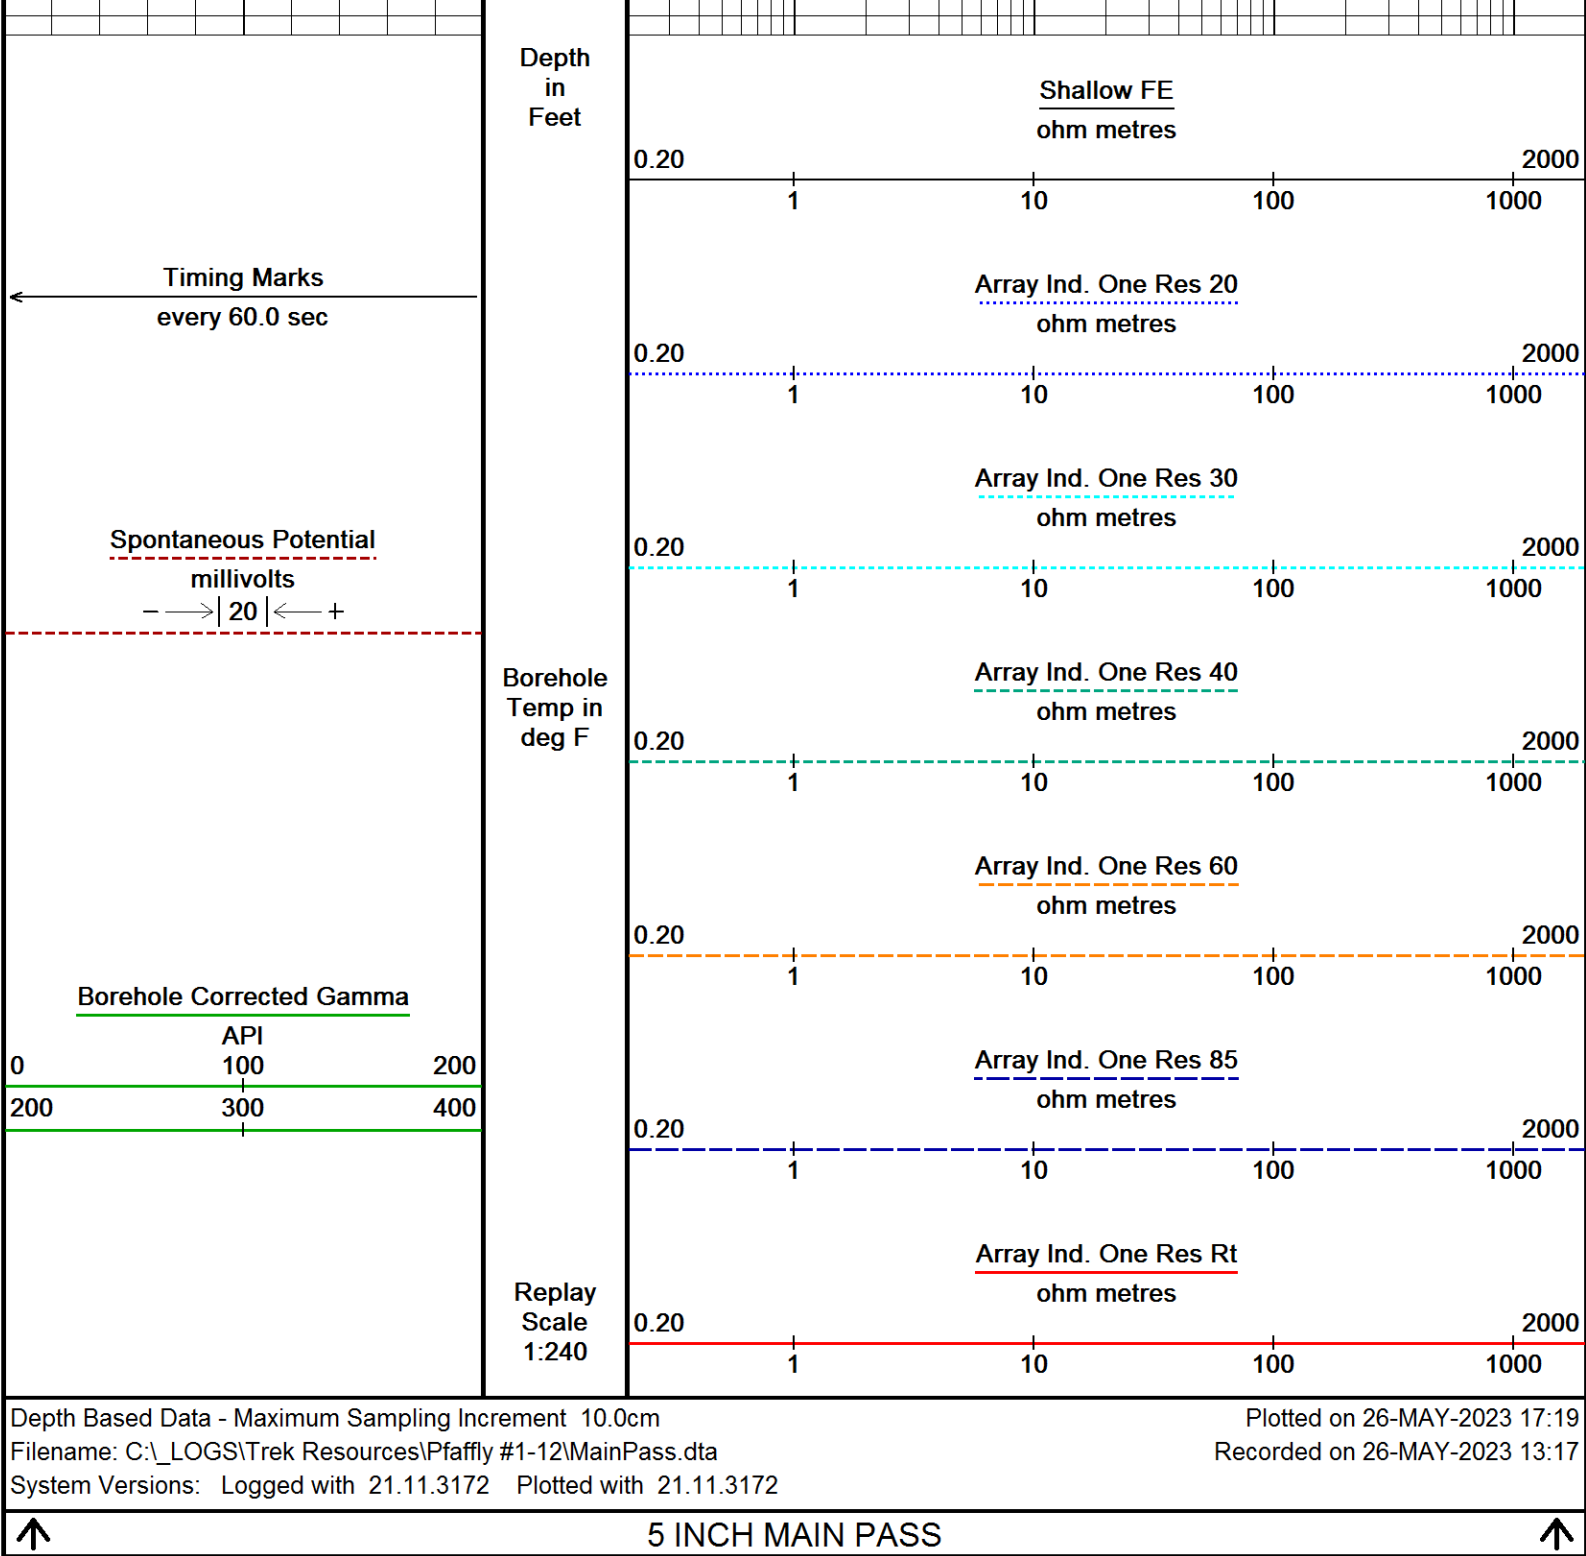 Depth
in
Feet
Shallow FE
ohm metres
0.20 2000
1 10 100 1000
Timing Marks
every 60.0 sec
Array Ind. One Res 20
ohm metres
0.20 2000
1 10 100 1000
Array Ind. One Res 30
ohm metres
0.20 2000
1 10 100 1000
Spontaneous Potential
millivolts
− 20 +
Borehole
Temp in
deg F
Array Ind. One Res 40
ohm metres
0.20 2000
1 10 100 1000
Array Ind. One Res 60
ohm metres
0.20 2000
1 10 100 1000
Borehole Corrected Gamma
API
0 100 200
200 300 400
Array Ind. One Res 85
ohm metres
0.20 2000
1 10 100 1000
Replay
Scale
1:240
Array Ind. One Res Rt
ohm metres
0.20 2000
1 10 100 1000
Depth Based Data - Maximum Sampling Increment 10.0cm Plotted on 26-MAY-2023 17:19
Filename: C:\_LOGS\Trek Resources\Pfaffly #1-12\MainPass.dta Recorded on 26-MAY-2023 13:17
System Versions: Logged with 21.11.3172 Plotted with 21.11.3172
5 INCH MAIN PASS